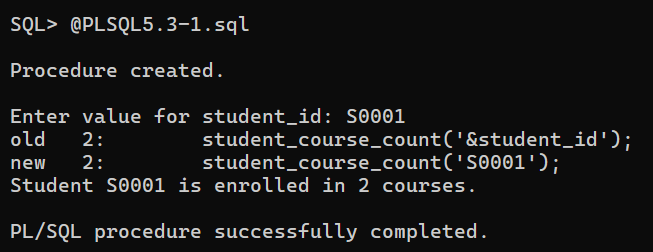 SQL> @PLSQL5.3-1.sql
Procedure created.
Enter value for student_id: S0001
old   2:        student_course_count('&student_id');
new   2:        student_course_count('S0001');
Student S0001 is enrolled in 2 courses.
PL/SQL procedure successfully completed.